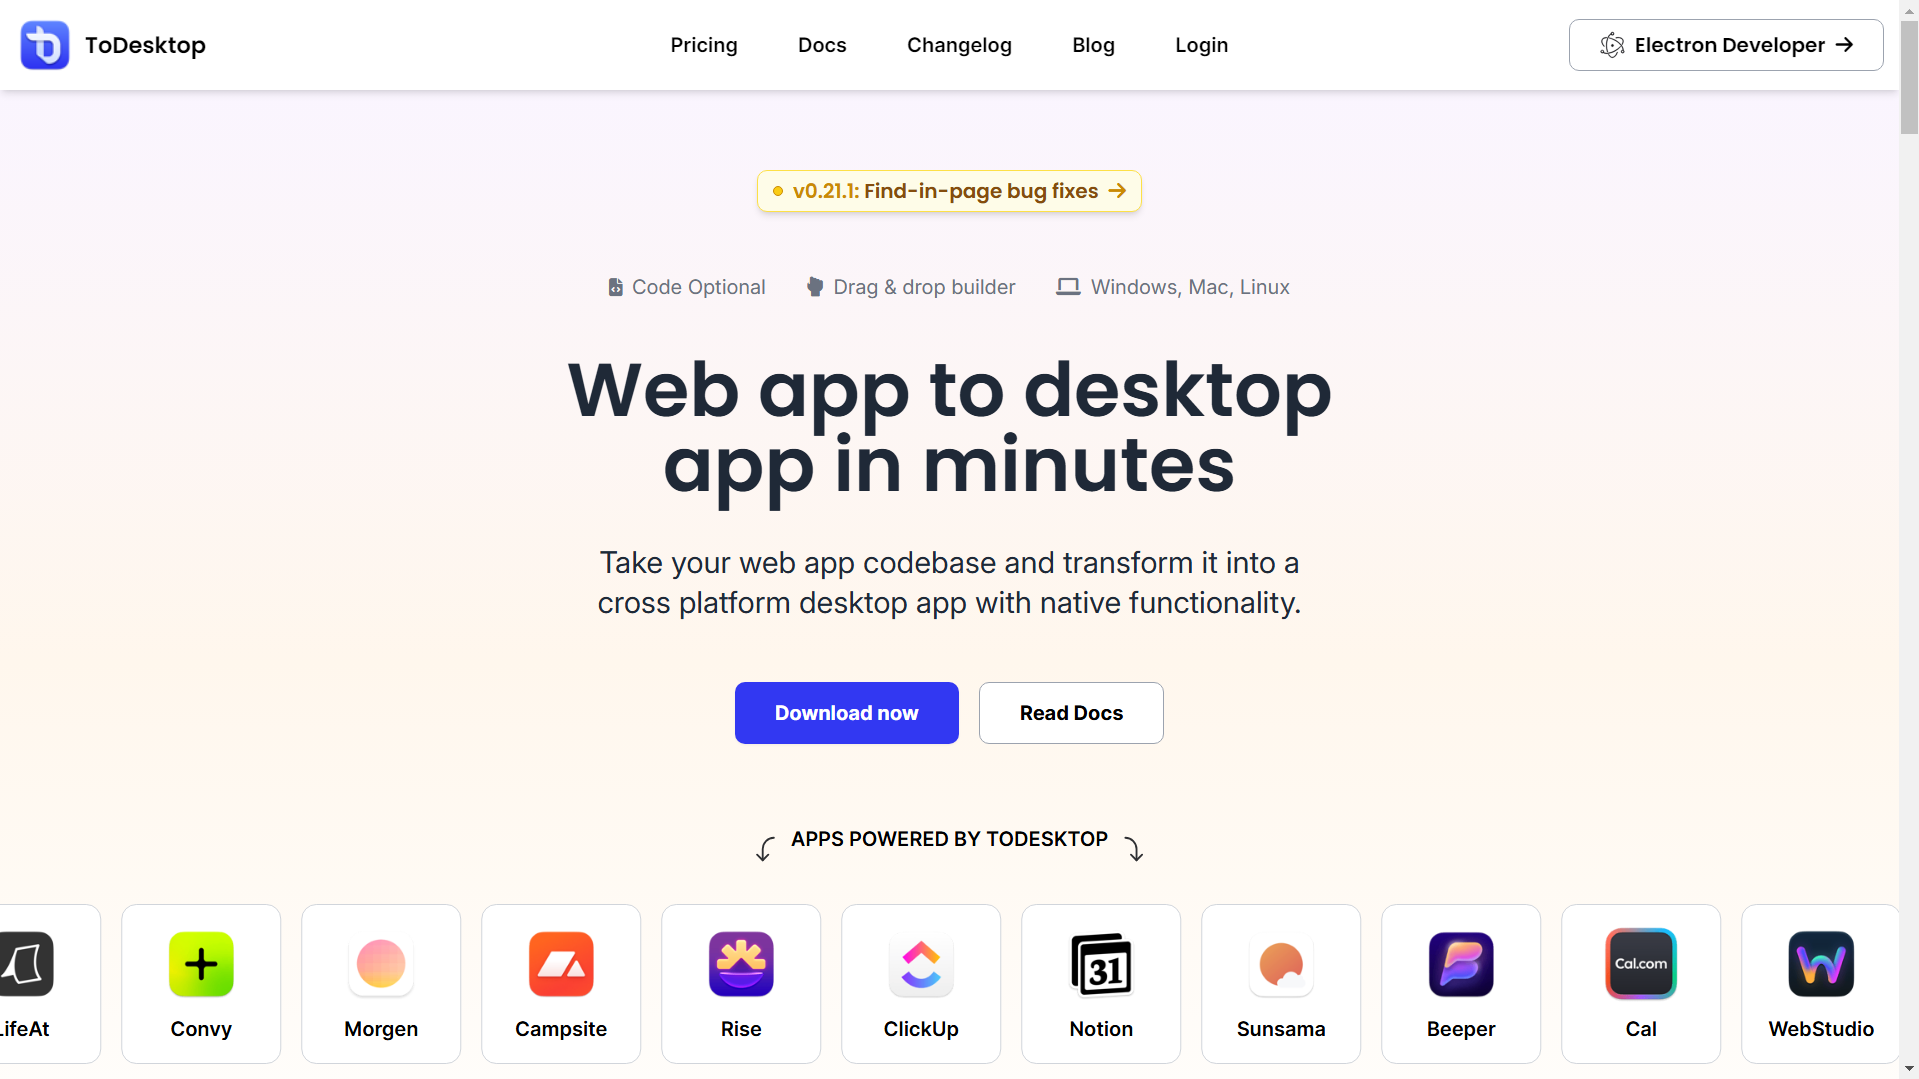 ToDesktop
Pricing
Docs
Changelog
Blog
Login
Electron Developer →
v0.21.1: Find-in-page bug fixes →
Code Optional
Drag & drop builder
Windows, Mac, Linux
Web app to desktop
app in minutes
Take your web app codebase and transform it into a
cross platform desktop app with native functionality.
Download now
Read Docs
APPS POWERED BY TODESKTOP
31
Cal.com
LifeAt
Convy
Morgen
Campsite
Rise
ClickUp
Notion
Sunsama
Beeper
Cal
WebStudio